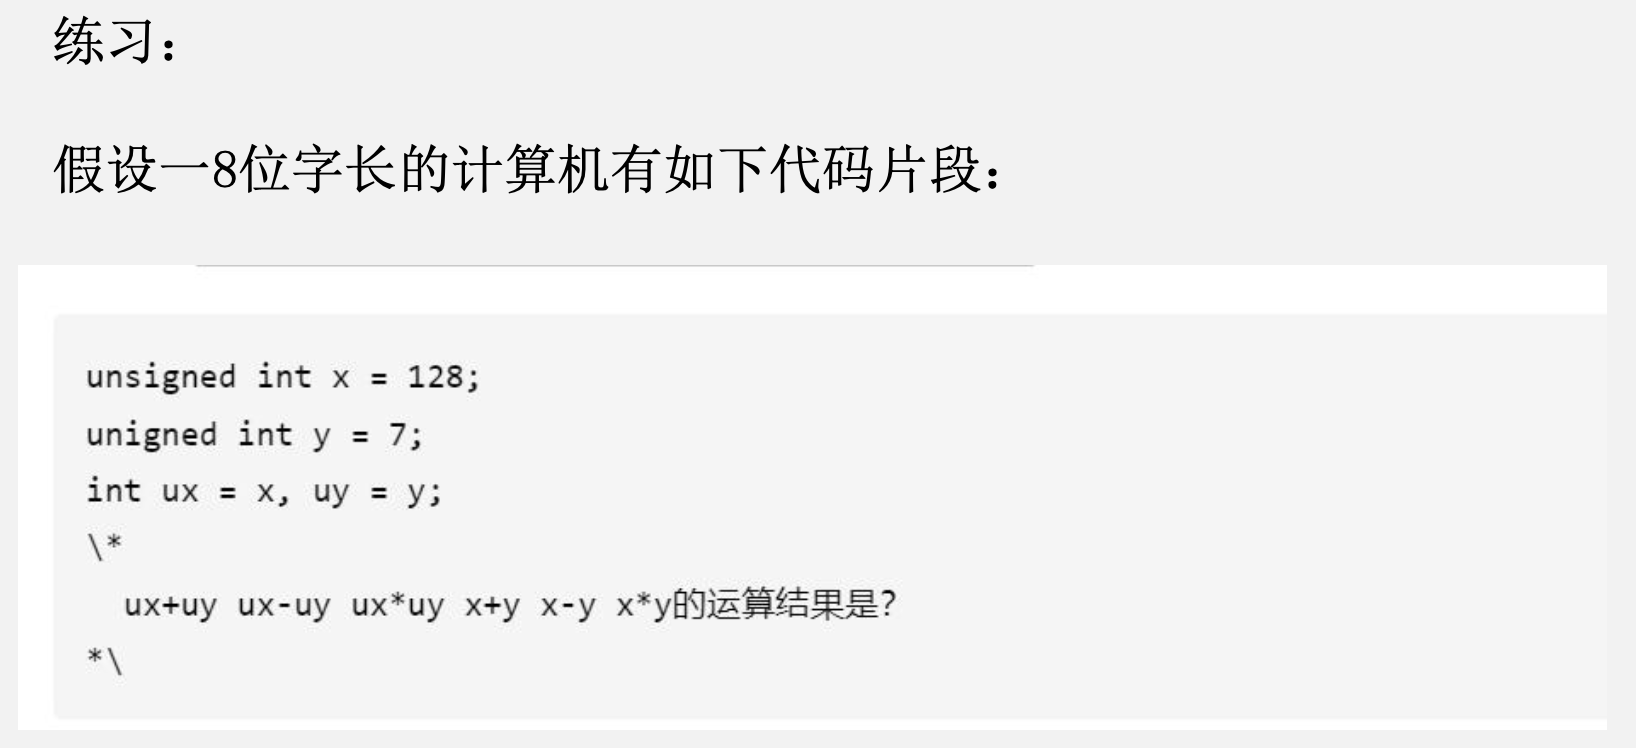 练习：
假设一8位字长的计算机有如下代码片段：
unsigned int x = 128;
unigned int y = 7;
int ux = x, uy = y;
\*
ux+uy ux-uy ux*uy x+y x-y x*y的运算结果是?
*\